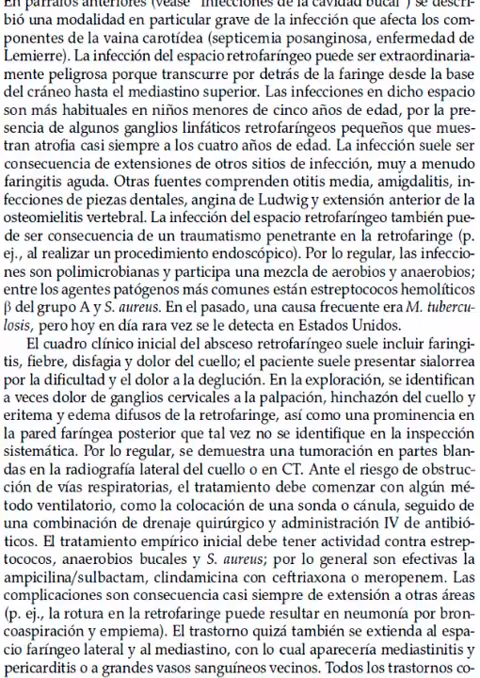 En párrafos anteriores (véase "Infecciones de la cavidad bucal") se descri-
bió una modalidad en particular grave de la infección que afecta los com-
ponentes de la vaina carotídea (septicemia posanginosa, enfermedad de
Lemierre). La infección del espacio retrofaríngeo puede ser extraordinaria-
mente peligrosa porque transcurre por detrás de la faringe desde la base
del cráneo hasta el mediastino superior. Las infecciones en dicho espacio
son más habituales en niños menores de cinco años de edad, por la pre-
sencia de algunos ganglios linfáticos retrofaríngeos pequeños que mues-
tran atrofia casi siempre a los cuatro años de edad. La infección suele ser
consecuencia de extensiones de otros sitios de infección, muy a menudo
faringitis aguda. Otras fuentes comprenden otitis media, amigdalitis, in-
fecciones de piezas dentales, angina de Ludwig y extensión anterior de la
osteomielitis vertebral. La infección del espacio retrofaríngeo también pue-
de ser consecuencia de un traumatismo penetrante en la retrofaringe (p.
ej., al realizar un procedimiento endoscópico). Por lo regular, las infeccio-
nes son polimicrobianas y participa una mezcla de aerobios y anaerobios;
entre los agentes patógenos más comunes están estreptococos hemolíticos
β del grupo A y S. aureus. En el pasado, una causa frecuente era M. tubercu-
losis, pero hoy en día rara vez se le detecta en Estados Unidos.
El cuadro clínico inicial del absceso retrofaríngeo suele incluir faringi-
tis, fiebre, disfagia y dolor del cuello; el paciente suele presentar sialorrea
por la dificultad y el dolor a la deglución. En la exploración, se identifican
a veces dolor de ganglios cervicales a la palpación, hinchazón del cuello y
eritema y edema difusos de la retrofaringe, así como una prominencia en
la pared faríngea posterior que tal vez no se identifique en la inspección
sistemática. Por lo regular, se demuestra una tumoración en partes blan-
das en la radiografía lateral del cuello o en CT. Ante el riesgo de obstruc-
ción de vías respiratorias, el tratamiento debe comenzar con algún mé-
todo ventilatorio, como la colocación de una sonda o cánula, seguido de
una combinación de drenaje quirúrgico y administración IV de antibió-
ticos. El tratamiento empírico inicial debe tener actividad contra estrep-
tococos, anaerobios bucales y S. aureus; por lo general son efectivas la
ampicilina/sulbactam, clindamicina con ceftriaxona o meropenem. Las
complicaciones son consecuencia casi siempre de extensión a otras áreas
(p. ej., la rotura en la retrofaringe puede resultar en neumonía por bron-
coaspiración y empiema). El trastorno quizá también se extienda al espa-
cio faríngeo lateral y al mediastino, con lo cual aparecería mediastinitis y
pericarditis o a grandes vasos sanguíneos vecinos. Todos los trastornos co-